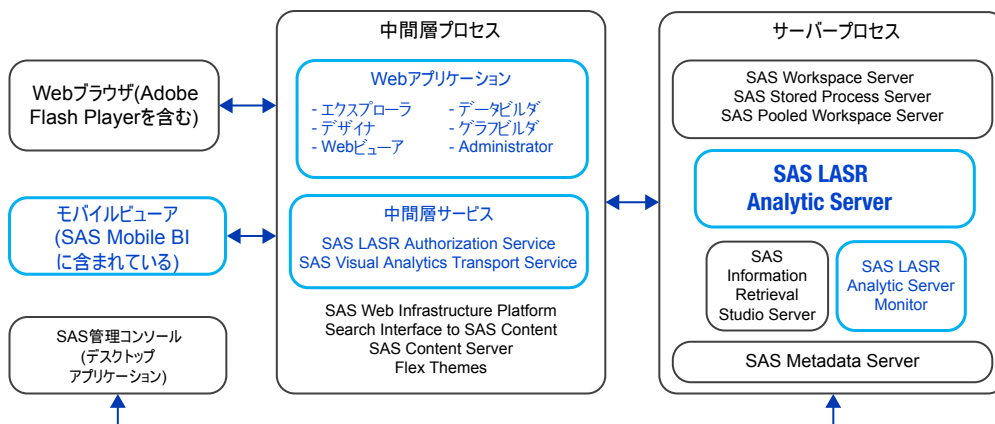 Webブラウザ(Adobe
Flash Playerを含む)
モバイルビューア
(SAS Mobile BI
に含まれている)
SAS管理コンソール
(デスクトップ
アプリケーション)
中間層プロセス
Webアプリケーション
- エクスプローラ
- データビルダ
- デザイナ
- グラフビルダ
- Webビューア
- Administrator
中間層サービス
SAS LASR Authorization Service
SAS Visual Analytics Transport Service
SAS Web Infrastructure Platform
Search Interface to SAS Content
SAS Content Server
Flex Themes
サーバープロセス
SAS Workspace Server
SAS Stored Process Server
SAS Pooled Workspace Server
SAS LASR
Analytic Server
SAS
Information
Retrieval
Studio Server
SAS LASR
Analytic Server
Monitor
SAS Metadata Server